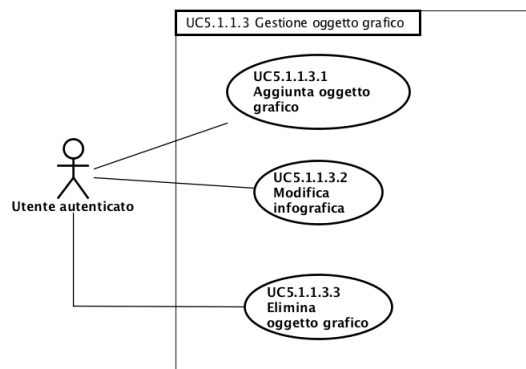 UC5.1.1.3 Gestione oggetto grafico
UC5.1.1.3.1
Aggiunta oggetto
grafico
UC5.1.1.3.2
Modifica
infografica
Utente autenticato
UC5.1.1.3.3
Elimina
oggetto grafico